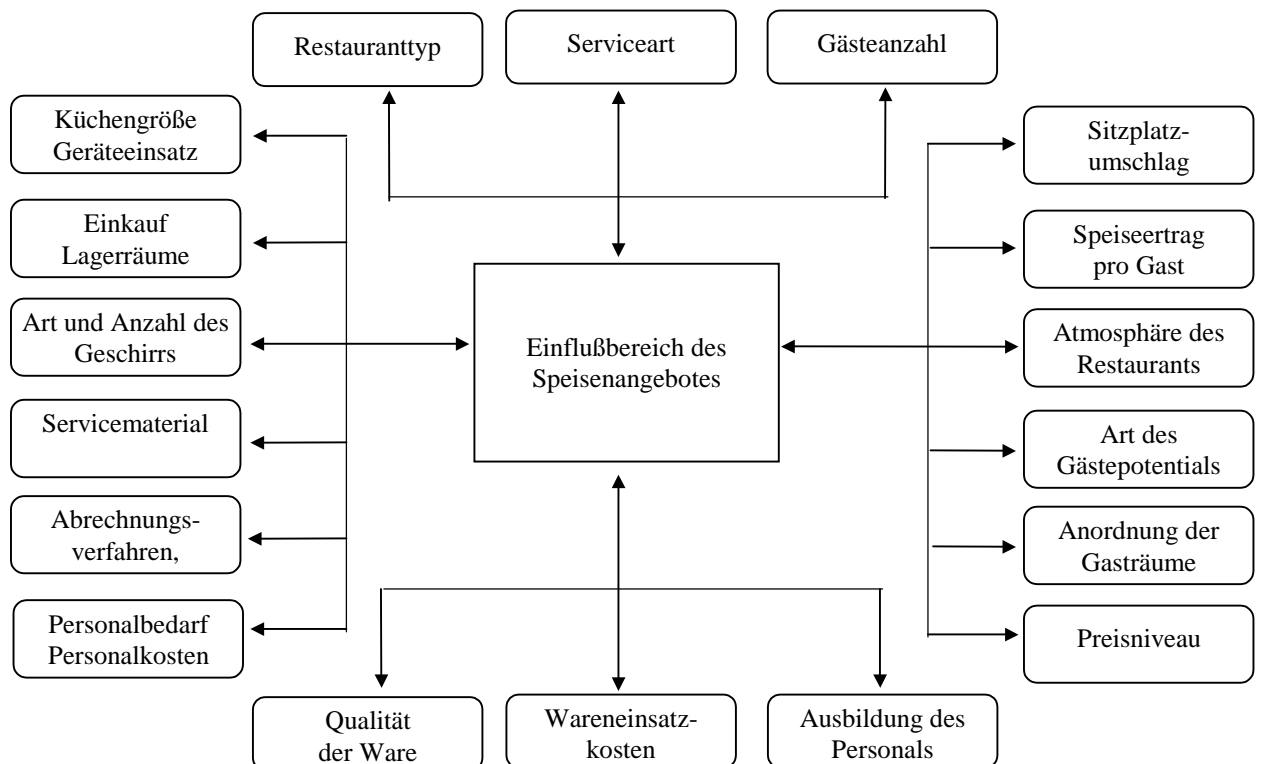 Restauranttyp
Serviceart
Gästeanzahl
Küchengröße
Geräteeinsatz
Einkauf
Lagerräume
Art und Anzahl des
Geschirrs
Servicematerial
Abrechnungs-
verfahren,
Personalbedarf
Personalkosten
Einflußbereich des
Speisenangebotes
Sitzplatz-
umschlag
Speiseertrag
pro Gast
Atmosphäre des
Restaurants
Art des
Gästepotentials
Anordnung der
Gasträume
Preisniveau
Qualität
der Ware
Wareneinsatz-
kosten
Ausbildung des
Personals